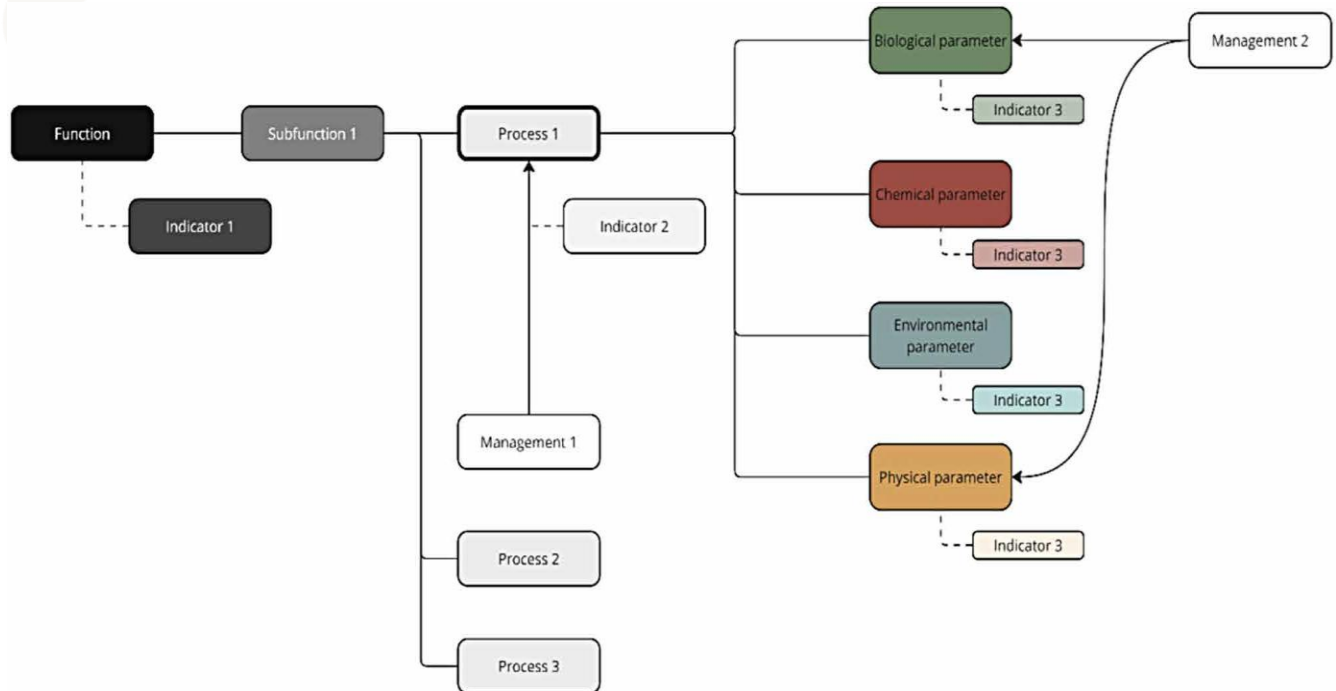 Function
Indicator 1
Subfunction 1
Process 1
Indicator 2
Management 1
Process 2
Process 3
Biological parameter
Indicator 3
Chemical parameter
Indicator 3
Environmental
parameter
Indicator 3
Physical parameter
Indicator 3
Management 2